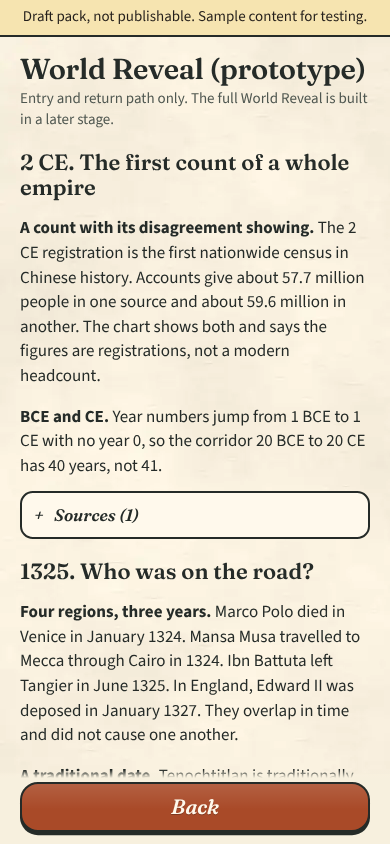 Draft pack, not publishable. Sample content for testing.
World Reveal (prototype)
Entry and return path only. The full World Reveal is built
in a later stage.
2 CE. The first count of a whole
empire
A count with its disagreement showing. The 2
CE registration is the first nationwide census in
Chinese history. Accounts give about 57.7 million
people in one source and about 59.6 million in
another. The chart shows both and says the
figures are registrations, not a modern
headcount.
BCE and CE. Year numbers jump from 1 BCE to 1
CE with no year 0, so the corridor 20 BCE to 20 CE
has 40 years, not 41.
+ Sources (1)
1325. Who was on the road?
Four regions, three years. Marco Polo died in
Venice in January 1324. Mansa Musa travelled to
Mecca through Cairo in 1324. Ibn Battuta left
Tangier in June 1325. In England, Edward II was
deposed in January 1327. They overlap in time
and did not cause one another.
A traditional date. Tenochtitlan is traditionally
Back